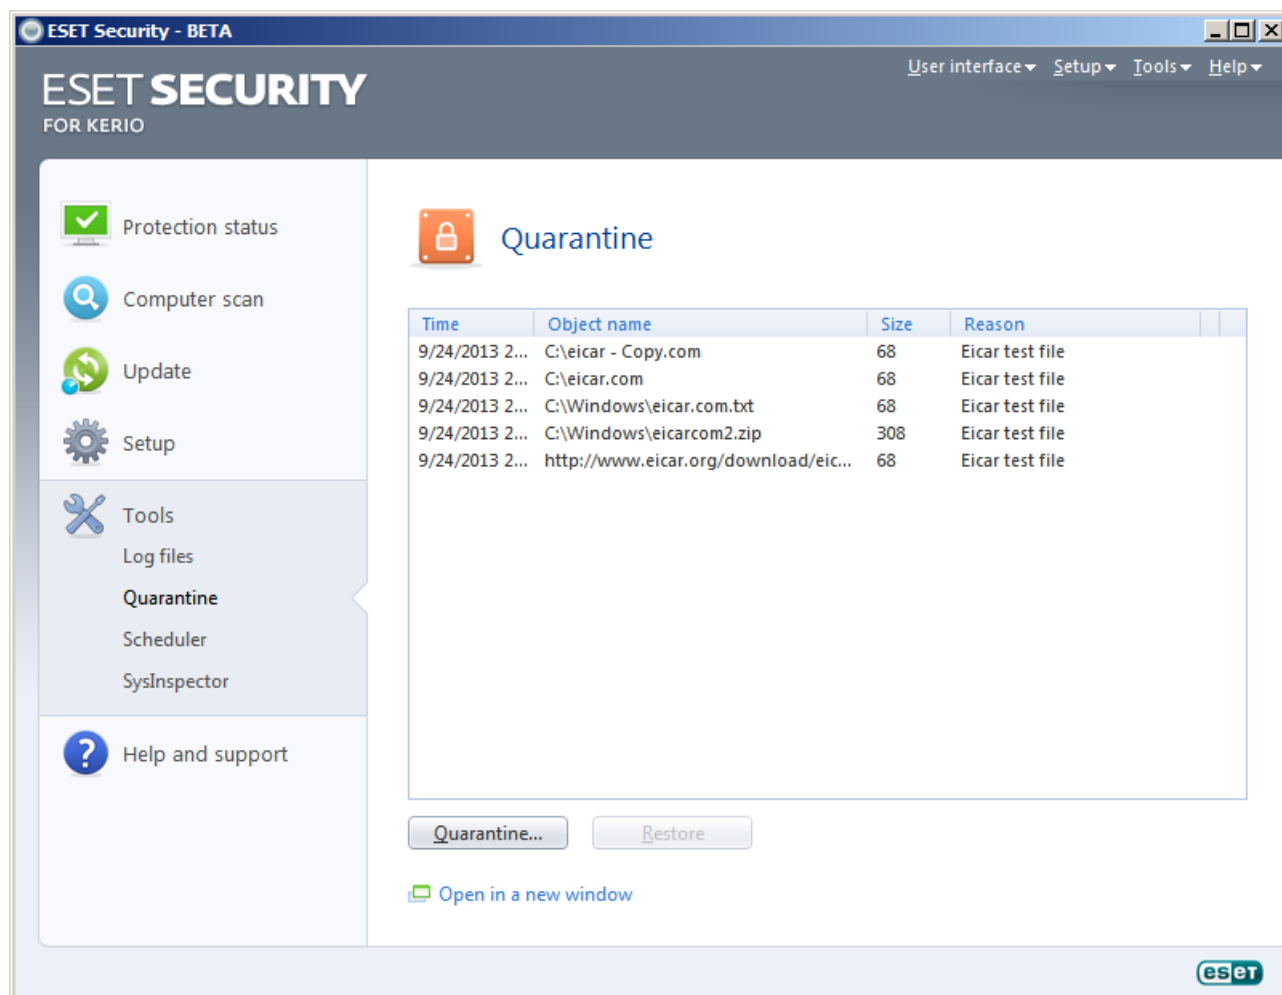 ESET Security - BETA
User interface Setup Tools Help
ESET SECURITY
FOR KERIO
Protection status
Computer scan
Update
Setup
Tools
Log files
Quarantine
Scheduler
SysInspector
? Help and support
Quarantine
Time Object name Size Reason
9/24/2013 2... C:\eicar - Copy.com 68 Eicar test file
9/24/2013 2... C:\eicar.com 68 Eicar test file
9/24/2013 2... C:\Windows\eicar.com.txt 68 Eicar test file
9/24/2013 2... C:\Windows\eicarcom2.zip 308 Eicar test file
9/24/2013 2... http://www.eicar.org/download/eic... 68 Eicar test file
Quarantine... Restore
Open in a new window
eseT